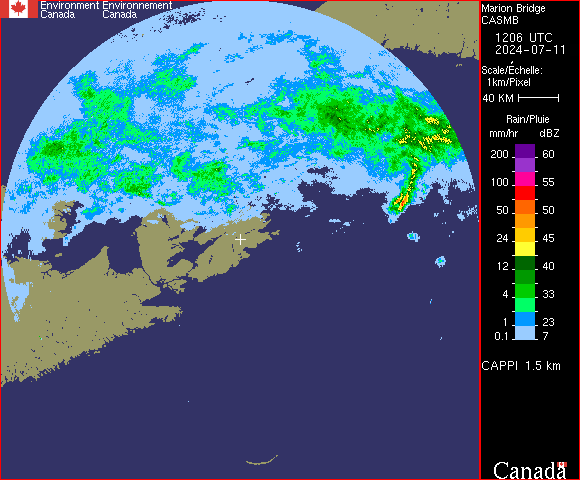 Environment Environnement
Canada Canada
Marion Bridge
CASMB
1206 UTC
2024-07-11
Scale/Échelle:
1km/Pixel
40 KM
Rain/Pluie
mm/hr dBZ
200 60
100 55
50 50
24 45
12 40
4 33
1 23
0.1 7
CAPPI 1.5 km
Canada